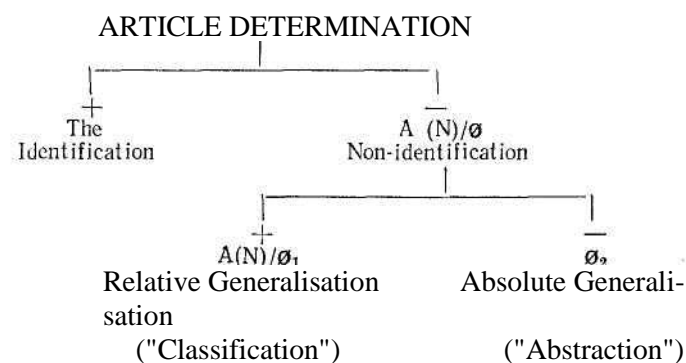 ARTICLE DETERMINATION
+ −
The A (N)/ø
Identification Non-identification
+ −
A(N)/ø₁ ø₂
Relative Generalisation Absolute Generali-
sation
("Classification") ("Abstraction")